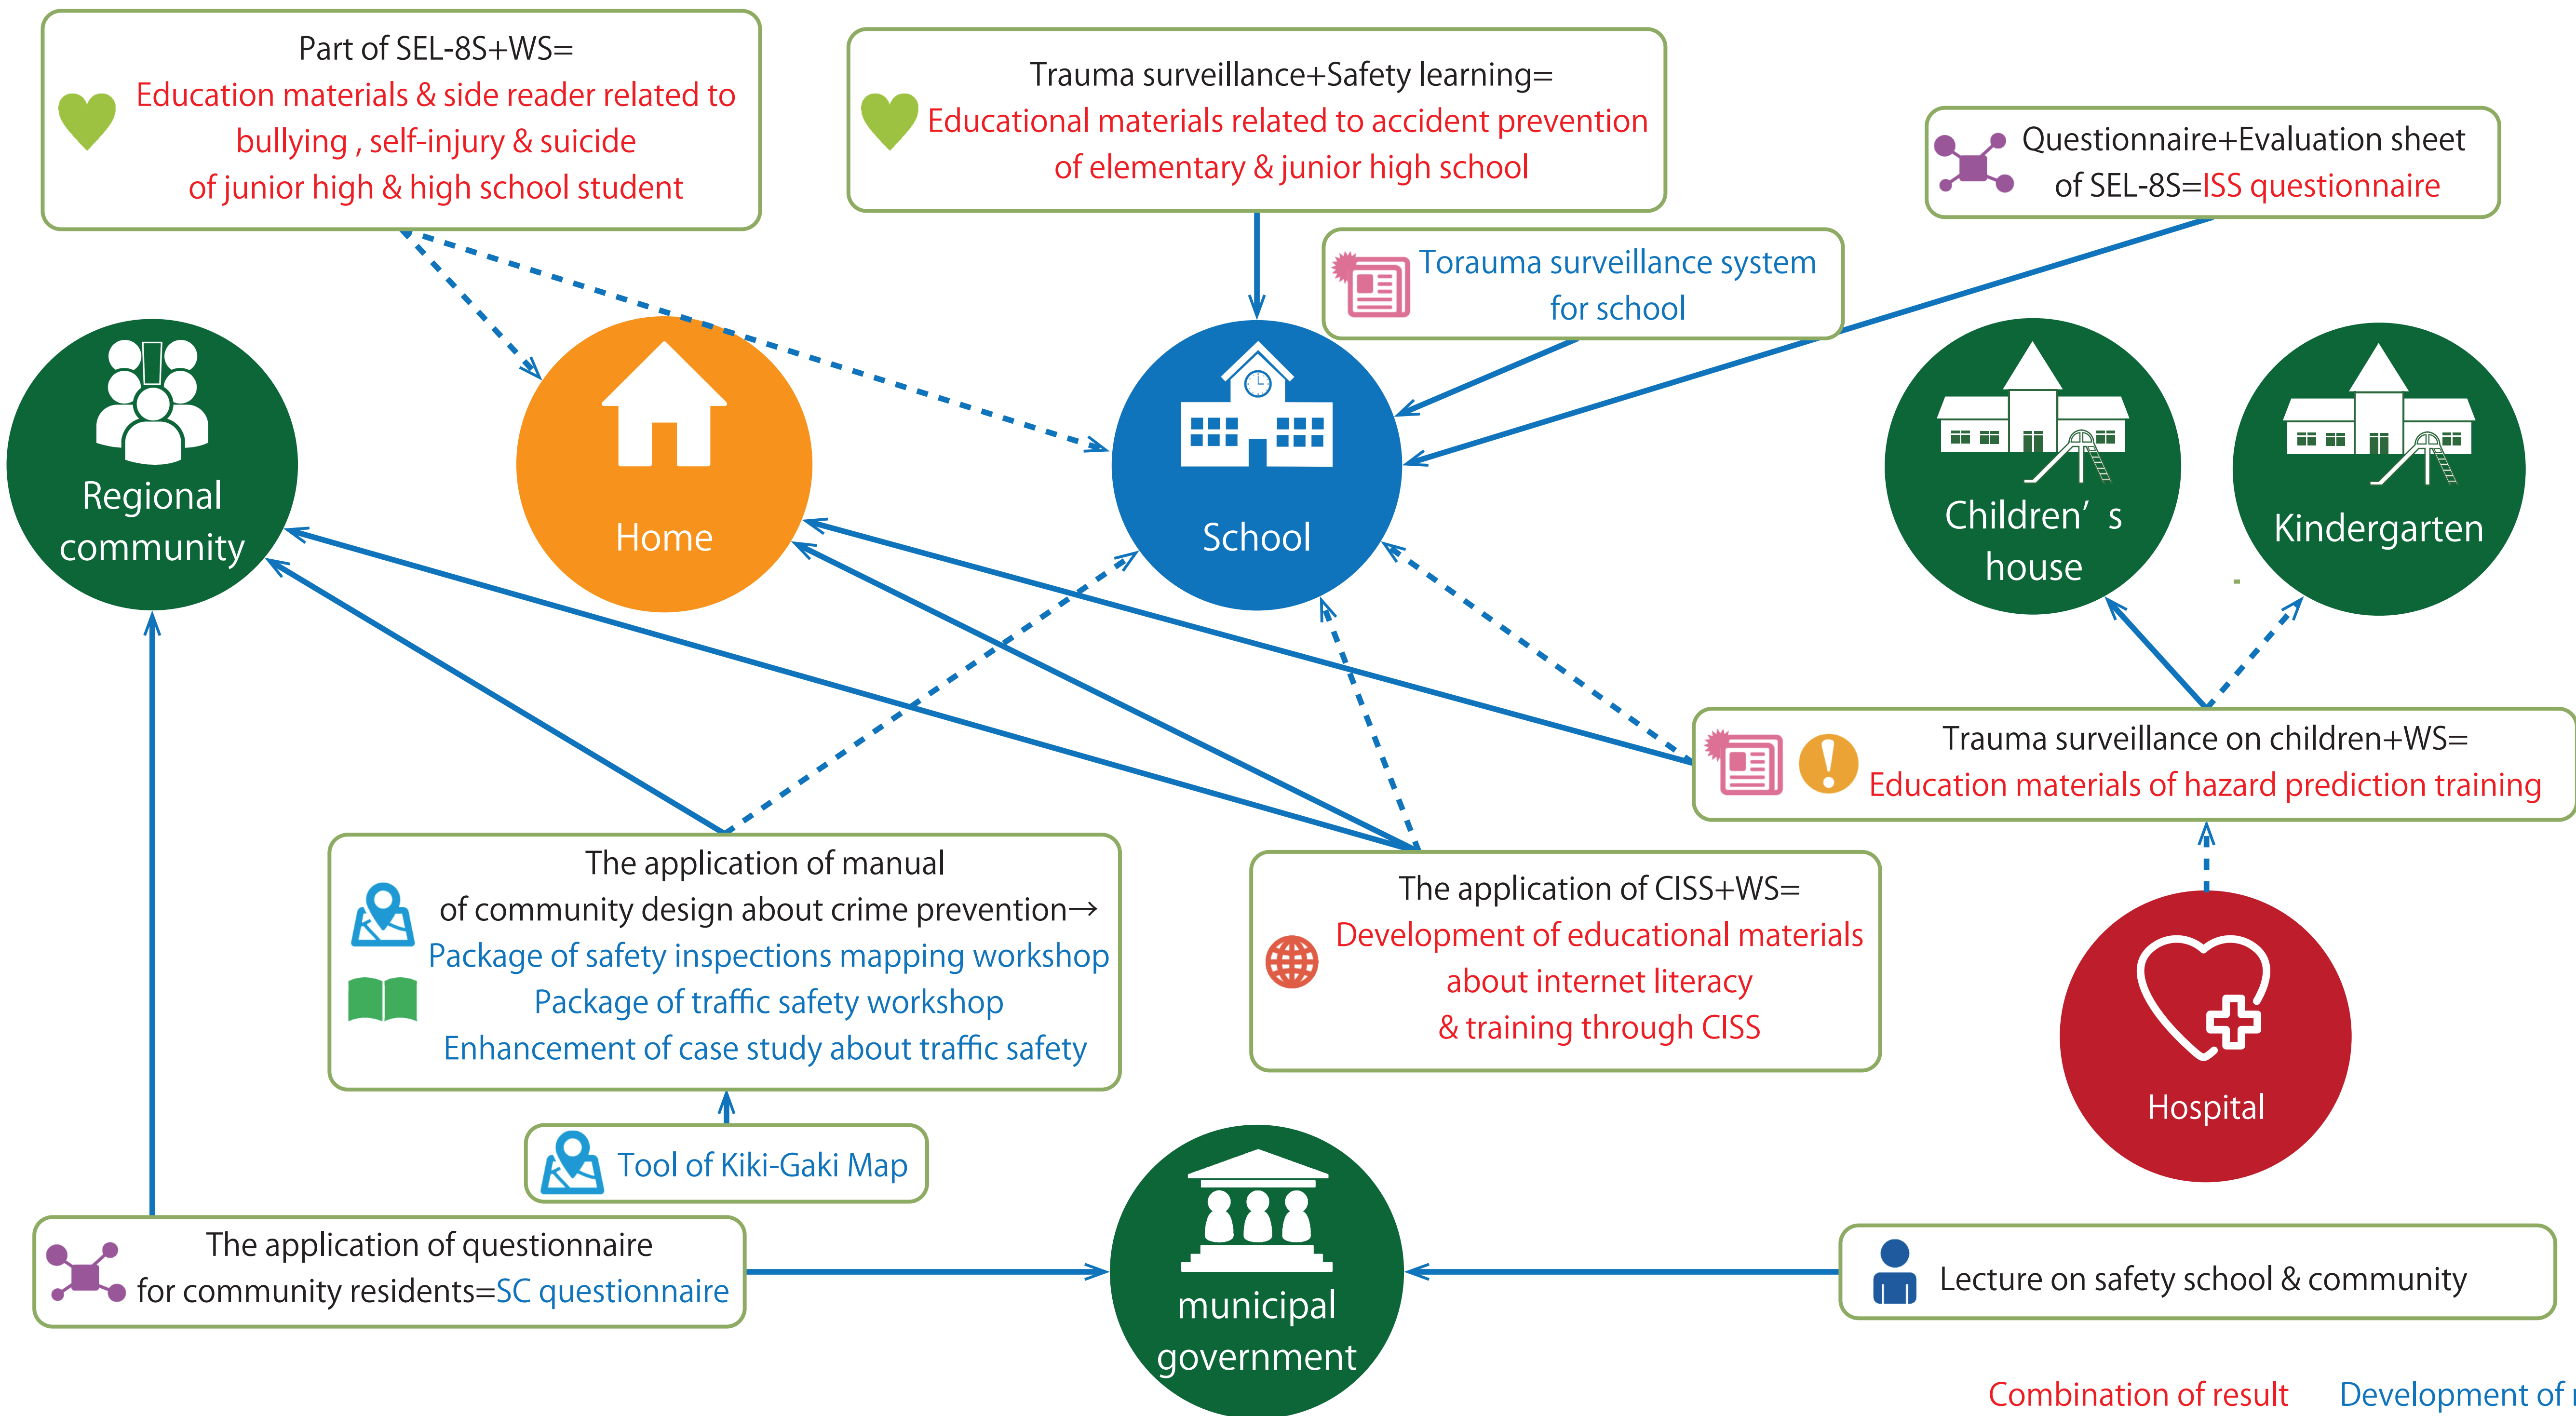 Part of SEL-8S+WS=
Education materials & side reader related to
bullying , self-injury & suicide
of junior high & high school student
Trauma surveillance+Safety learning=
Educational materials related to accident prevention
of elementary & junior high school
Questionnaire+Evaluation sheet
of SEL-8S=ISS questionnaire
Torauma surveillance system
for school
Regional
community
Home
School
Children’ s
house
Kindergarten
Trauma surveillance on children+WS=
Education materials of hazard prediction training
The application of manual
of community design about crime prevention→
Package of safety inspections mapping workshop
Package of traffic safety workshop
Enhancement of case study about traffic safety
The application of CISS+WS=
Development of educational materials
about internet literacy
& training through CISS
Hospital
Tool of Kiki-Gaki Map
The application of questionnaire
for community residents=SC questionnaire
municipal
government
Lecture on safety school & community
Combination of result Development of